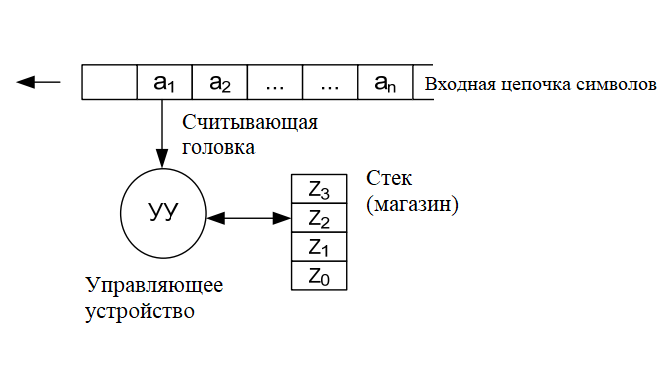 a1 a2 ... ... an Входная цепочка символов
Считывающая
головка
Стек
(магазин)
Z3
УУ
Z2
Z1
Z0
Управляющее
устройство